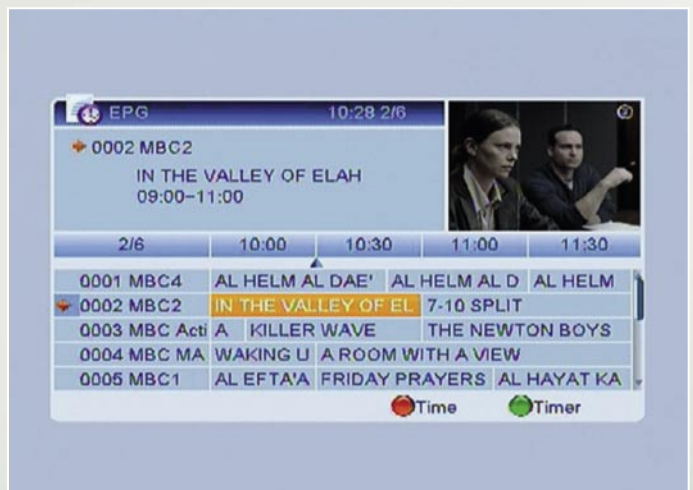 EPG 10:28 2/6
0002 MBC2
IN THE VALLEY OF ELAH
09:00-11:00
2/6 10:00 10:30 11:00 11:30
0001 MBC4 AL HELM AL DAE' AL HELM AL D AL HELM
0002 MBC2 IN THE VALLEY OF EL 7-10 SPLIT
0003 MBC Acti A KILLER WAVE THE NEWTON BOYS
0004 MBC MA WAKING U A ROOM WITH A VIEW
0005 MBC1 AL EFTA'A FRIDAY PRAYERS AL HAYAT KA
Time Timer